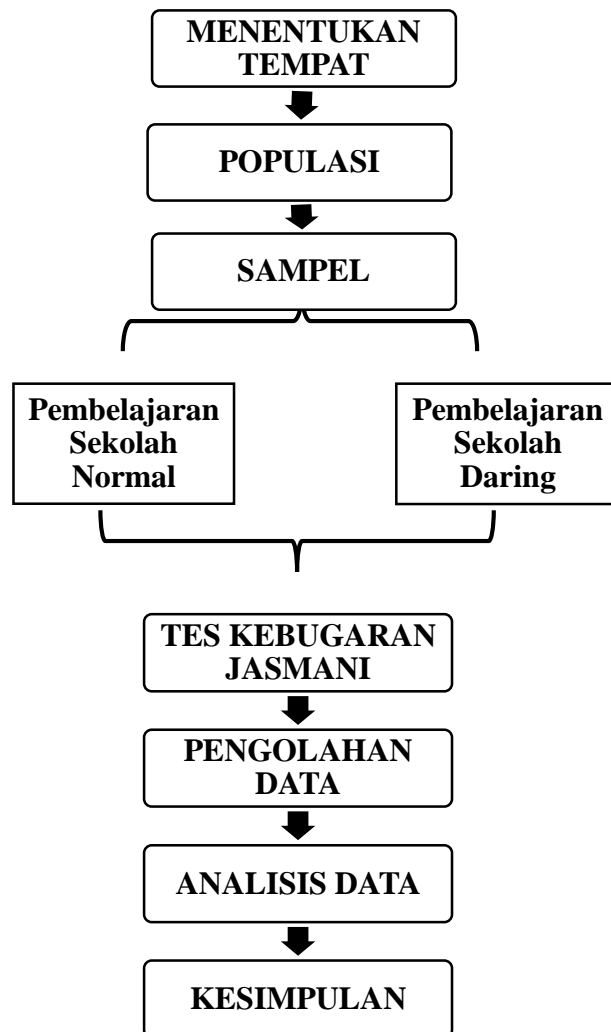 MENENTUKAN
TEMPAT
POPULASI
SAMPEL
Pembelajaran
Sekolah
Normal
Pembelajaran
Sekolah
Daring
TES KEBUGARAN
JASMANI
PENGOLAHAN
DATA
ANALISIS DATA
KESIMPULAN